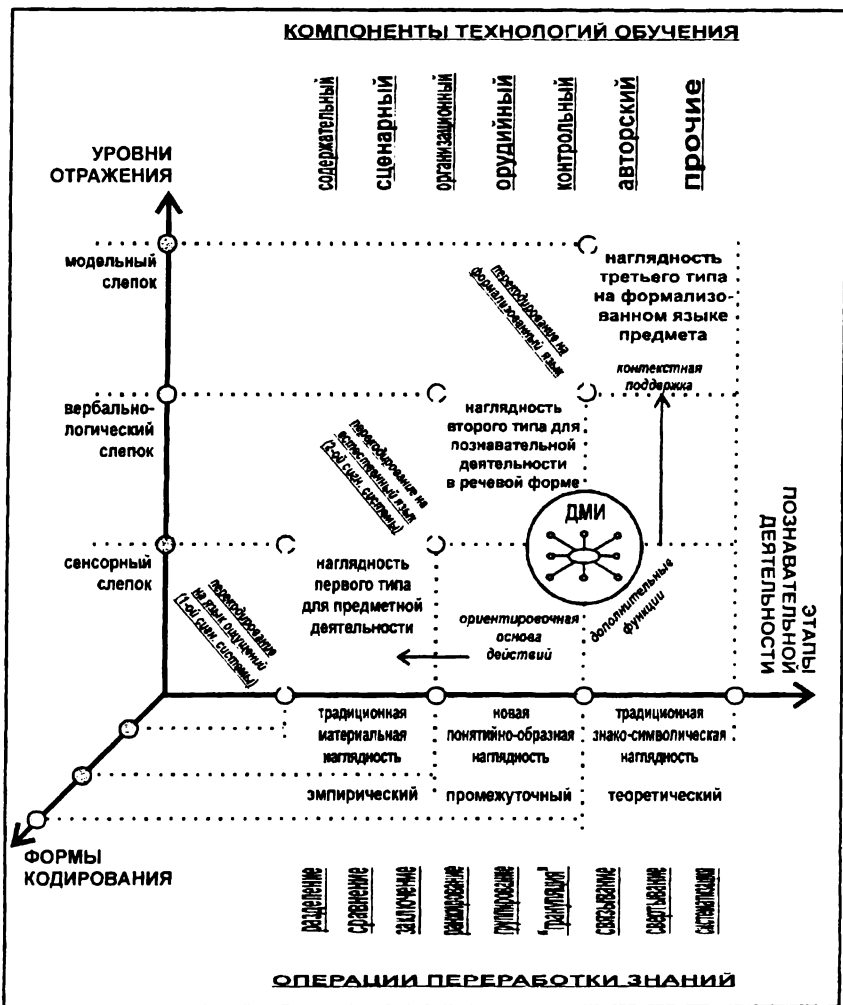 КОМПОНЕНТЫ ТЕХНОЛОГИЙ ОБУЧЕНИЯ
содержательный
сценарный
организационный
орудийный
контрольный
авторский
прочие
УРОВНИ
ОТРАЖЕНИЯ
модельный
слепок
вербально-
логический
слепок
сенсорный
слепок
перекодирование на
формализованный язык
наглядность
третьего типа
на формализо-
ванном языке
предмета
контекстная
поддержка
перекодирование на
естественный язык
(2-ой сигн. системы)
наглядность
второго типа для
познавательной
деятельности
в речевой форме
ДМИ
перекодирование
на язык ощущений
(1-ой сигн. системы)
наглядность
первого типа
для предметной
деятельности
ориентировочная
основа
действий
дополнительные
функции
ЭТАПЫ
ПОЗНАВАТЕЛЬНОЙ
ДЕЯТЕЛЬНОСТИ
традиционная
материальная
наглядность
новая
понятийно-образная
наглядность
традиционная
знако-символическая
наглядность
эмпирический
промежуточный
теоретический
ФОРМЫ
КОДИРОВАНИЯ
разделение
сравнение
заключение
ранжирование
группирование
"грануляция"
связывание
свертывание
систематизация
ОПЕРАЦИИ ПЕРЕРАБОТКИ ЗНАНИЙ